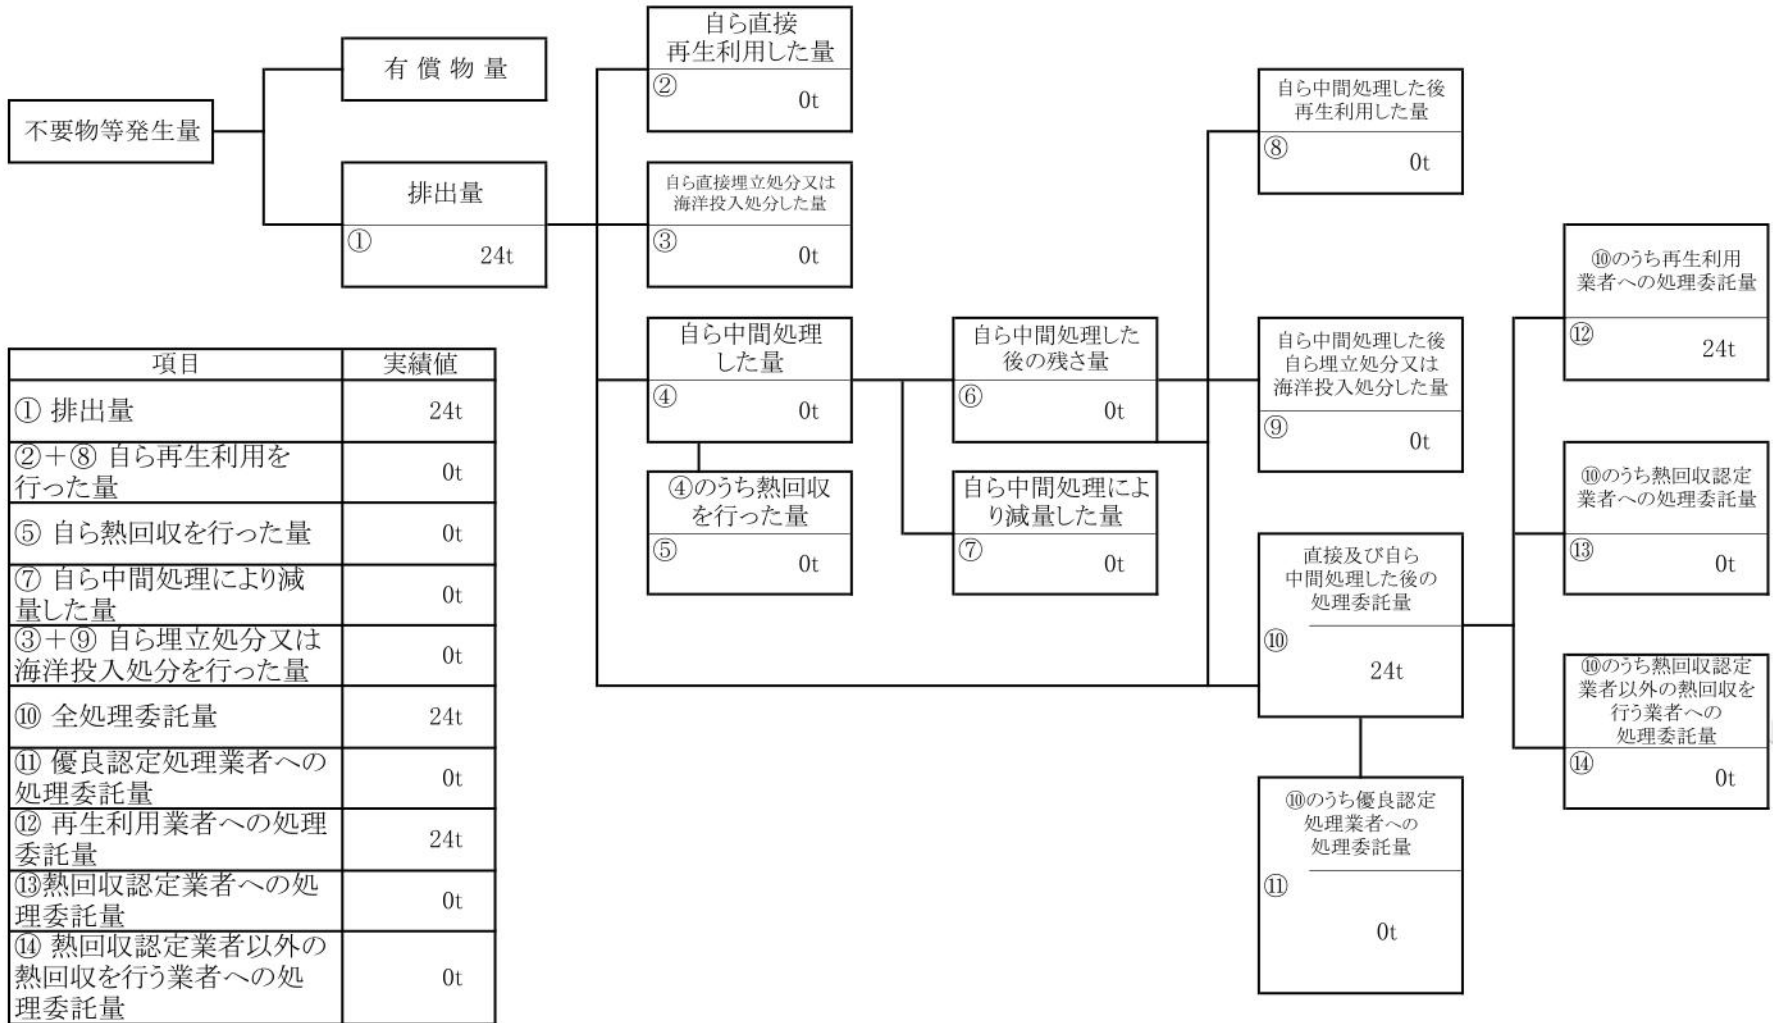 不要物等発生量
有償物量
排出量
①
24t
自ら直接
再生利用した量
②
0t
自ら直接埋立処分又は
海洋投入処分した量
③
0t
自ら中間処理
した量
④
0t
④のうち熱回収
を行った量
⑤
0t
自ら中間処理した
後の残さ量
⑥
0t
自ら中間処理によ
り減量した量
⑦
0t
自ら中間処理した後
再生利用した量
⑧
0t
自ら中間処理した後
自ら埋立処分又は
海洋投入処分した量
⑨
0t
直接及び自ら
中間処理した後の
処理委託量
⑩
24t
⑩のうち優良認定
処理業者への
処理委託量
⑪
0t
⑩のうち再生利用
業者への処理委託量
⑫
24t
⑩のうち熱回収認定
業者への処理委託量
⑬
0t
⑩のうち熱回収認定
業者以外の熱回収を
行う業者への
処理委託量
⑭
0t
項目 実績値
① 排出量 24t
②+⑧ 自ら再生利用を
行った量 0t
⑤ 自ら熱回収を行った量 0t
⑦ 自ら中間処理により減
量した量 0t
③+⑨ 自ら埋立処分又は
海洋投入処分を行った量 0t
⑩ 全処理委託量 24t
⑪ 優良認定処理業者への
処理委託量 0t
⑫ 再生利用業者への処理
委託量 24t
⑬熱回収認定業者への処
理委託量 0t
⑭ 熱回収認定業者以外の
熱回収を行う業者への処
理委託量 0t